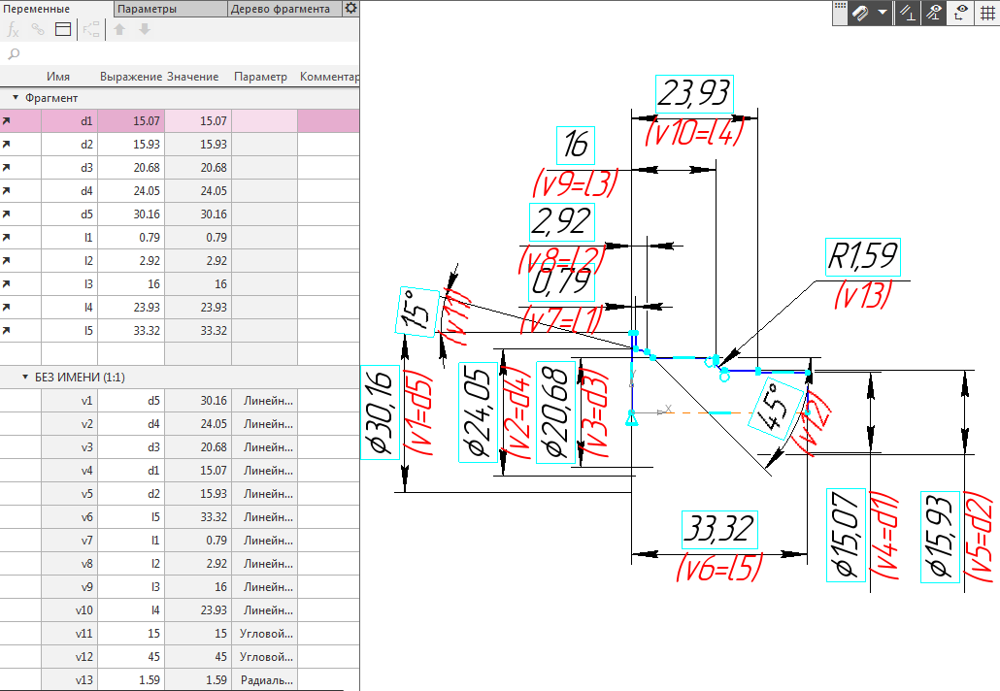 Переменные Параметры Дерево фрагмента
Имя Выражение Значение Параметр Комментар
Фрагмент
d1 15.07 15.07
d2 15.93 15.93
d3 20.68 20.68
d4 24.05 24.05
d5 30.16 30.16
l1 0.79 0.79
l2 2.92 2.92
l3 16 16
l4 23.93 23.93
l5 33.32 33.32
БЕЗ ИМЕНИ (1:1)
v1 d5 30.16 Линейн...
v2 d4 24.05 Линейн...
v3 d3 20.68 Линейн...
v4 d1 15.07 Линейн...
v5 d2 15.93 Линейн...
v6 l5 33.32 Линейн...
v7 l1 0.79 Линейн...
v8 l2 2.92 Линейн...
v9 l3 16 Линейн...
v10 l4 23.93 Линейн...
v11 15 15 Угловой...
v12 45 45 Угловой...
v13 1.59 1.59 Радиаль...
23,93
(v10=l4)
16
(v9=l3)
2,92
(v8=l2)
0,79
(v7=l1)
R1,59
(v13)
15°
(v11)
ϕ30,16
(v1=d5)
ϕ24,05
(v2=d4)
ϕ20,68
(v3=d3)
Y
X
45°
(v12)
33,32
(v6=l5)
ϕ15,07
(v4=d1)
ϕ15,93
(v5=d2)